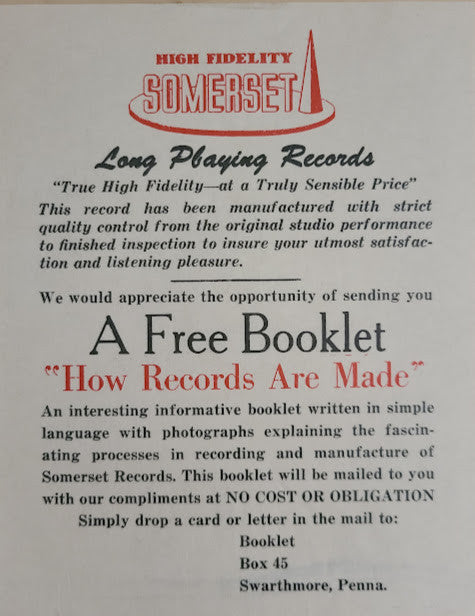 HIGH FIDELITY
SOMERSET
Long Playing Records
"True High Fidelity—at a Truly Sensible Price"
This record has been manufactured with strict
quality control from the original studio performance
to finished inspection to insure your utmost satisfac-
tion and listening pleasure.
We would appreciate the opportunity of sending you
A Free Booklet
"How Records Are Made"
An interesting informative booklet written in simple
language with photographs explaining the fascin-
ating processes in recording and manufacture of
Somerset Records. This booklet will be mailed to you
with our compliments at NO COST OR OBLIGATION
Simply drop a card or letter in the mail to:
Booklet
Box 45
Swarthmore, Penna.